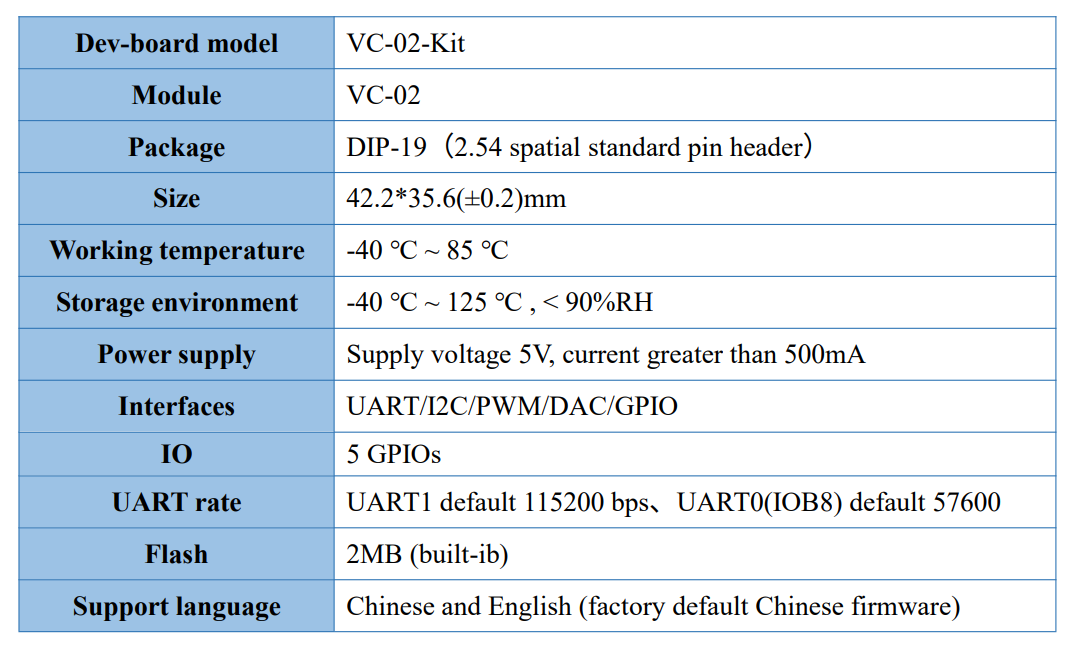 Dev-board model VC-02-Kit
Module VC-02
Package DIP-19（2.54 spatial standard pin header）
Size 42.2*35.6(±0.2)mm
Working temperature -40 ℃ ~ 85 ℃
Storage environment -40 ℃ ~ 125 ℃ , < 90%RH
Power supply Supply voltage 5V, current greater than 500mA
Interfaces UART/I2C/PWM/DAC/GPIO
IO 5 GPIOs
UART rate UART1 default 115200 bps、UART0(IOB8) default 57600
Flash 2MB (built-ib)
Support language Chinese and English (factory default Chinese firmware)